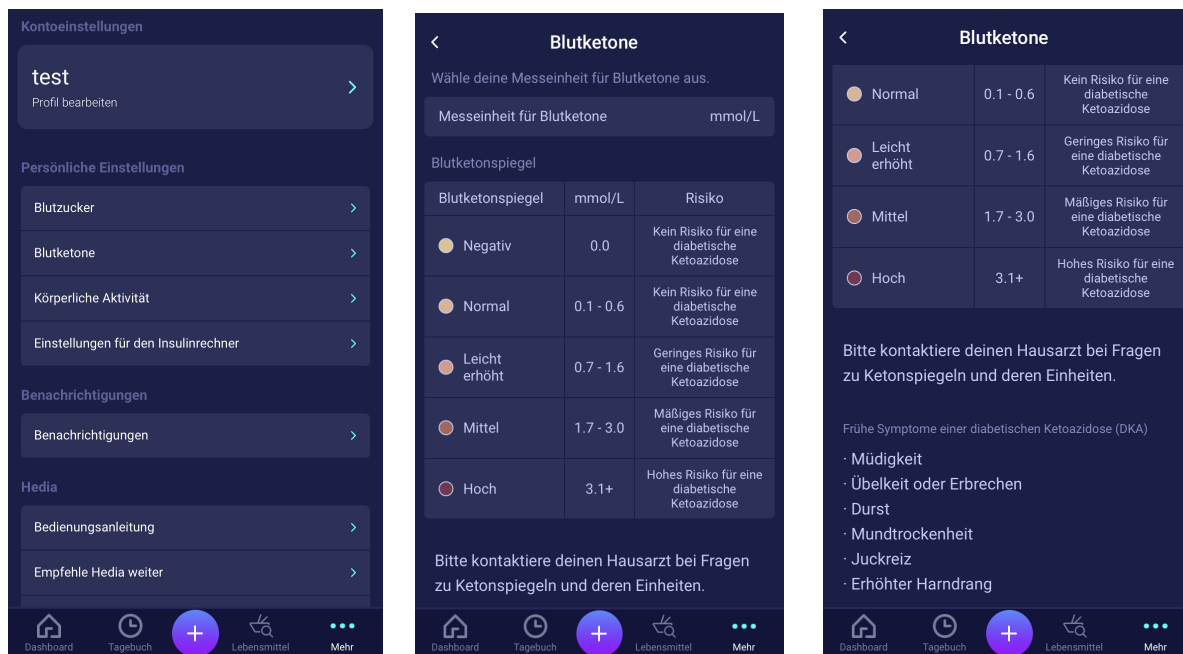 Kontoeinstellungen
test
Profil bearbeiten
Persönliche Einstellungen
Blutzucker
Blutketone
Körperliche Aktivität
Einstellungen für den Insulinrechner
Benachrichtigungen
Benachrichtigungen
Hedia
Bedienungsanleitung
Empfehle Hedia weiter
Dashboard Tagebuch Lebensmittel Mehr
Blutketone
Wähle deine Messeinheit für Blutketone aus.
Messeinheit für Blutketone mmol/L
Blutketonspiegel
Blutketonspiegel mmol/L Risiko
Negativ 0.0 Kein Risiko für eine
diabetische
Ketoazidose
Normal 0.1 - 0.6 Kein Risiko für eine
diabetische
Ketoazidose
Leicht
erhöht 0.7 - 1.6 Geringes Risiko für
eine diabetische
Ketoazidose
Mittel 1.7 - 3.0 Mäßiges Risiko für
eine diabetische
Ketoazidose
Hoch 3.1+ Hohes Risiko für eine
diabetische
Ketoazidose
Bitte kontaktiere deinen Hausarzt bei Fragen
zu Ketonspiegeln und deren Einheiten.
Dashboard Tagebuch Lebensmittel Mehr
Blutketone
Normal 0.1 - 0.6 Kein Risiko für eine
diabetische
Ketoazidose
Leicht
erhöht 0.7 - 1.6 Geringes Risiko für
eine diabetische
Ketoazidose
Mittel 1.7 - 3.0 Mäßiges Risiko für
eine diabetische
Ketoazidose
Hoch 3.1+ Hohes Risiko für eine
diabetische
Ketoazidose
Bitte kontaktiere deinen Hausarzt bei Fragen
zu Ketonspiegeln und deren Einheiten.
Frühe Symptome einer diabetischen Ketoazidose (DKA)
· Müdigkeit
· Übelkeit oder Erbrechen
· Durst
· Mundtrockenheit
· Juckreiz
· Erhöhter Harndrang
Dashboard Tagebuch Lebensmittel Mehr